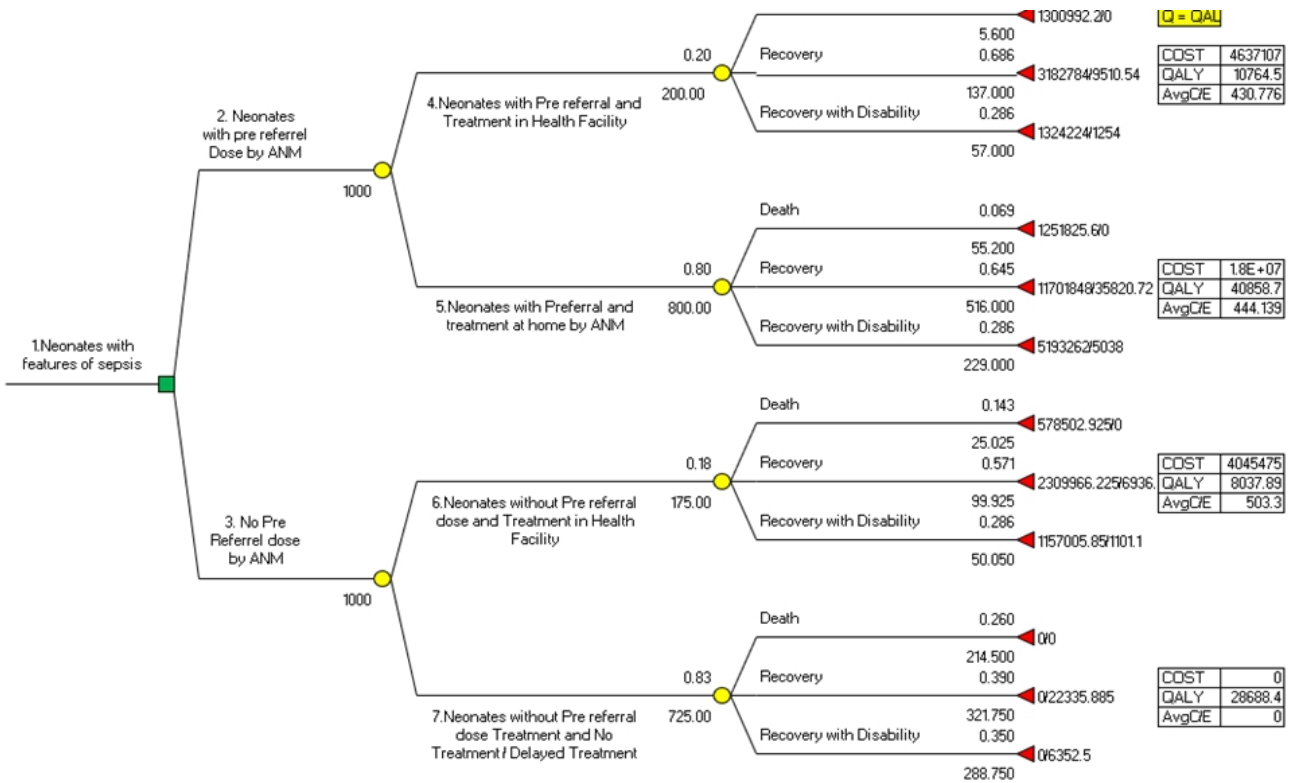 1300992.2/0
Q = QAL
5.600
0.20
Recovery
0.686
COST 4637107
3182784/9510.54
QALY 10764.5
AvgC/E 430.776
4.Neonates with Pre referral and
Treatment in Health Facility
200.00
137.000
2. Neonates
with pre referrel
Dose by ANM
Recovery with Disability
0.286
1324224/1254
57.000
1000
Death
0.069
1251825.6/0
55.200
0.80
Recovery
0.645
COST 1.8E+07
11701848/35820.72
QALY 40858.7
AvgC/E 444.139
5.Neonates with Preferral and
treatment at home by ANM
800.00
516.000
Recovery with Disability
0.286
5193262/5038
229.000
1.Neonates with
features of sepsis
Death
0.143
578502.925/0
25.025
0.18
Recovery
0.571
COST 4045475
2309966.225/6936.
QALY 8037.89
AvgC/E 503.3
6.Neonates without Pre referral
dose and Treatment in Health
Facility
175.00
99.925
Recovery with Disability
0.286
1157005.85/1101.1
50.050
3. No Pre
Referrel dose
by ANM
1000
Death
0.260
0/0
214.500
0.83
Recovery
0.390
COST 0
0/22335.885
QALY 28688.4
AvgC/E 0
7.Neonates without Pre referral
dose Treatment and No
Treatment/ Delayed Treatment
725.00
321.750
Recovery with Disability
0.350
0/6352.5
288.750